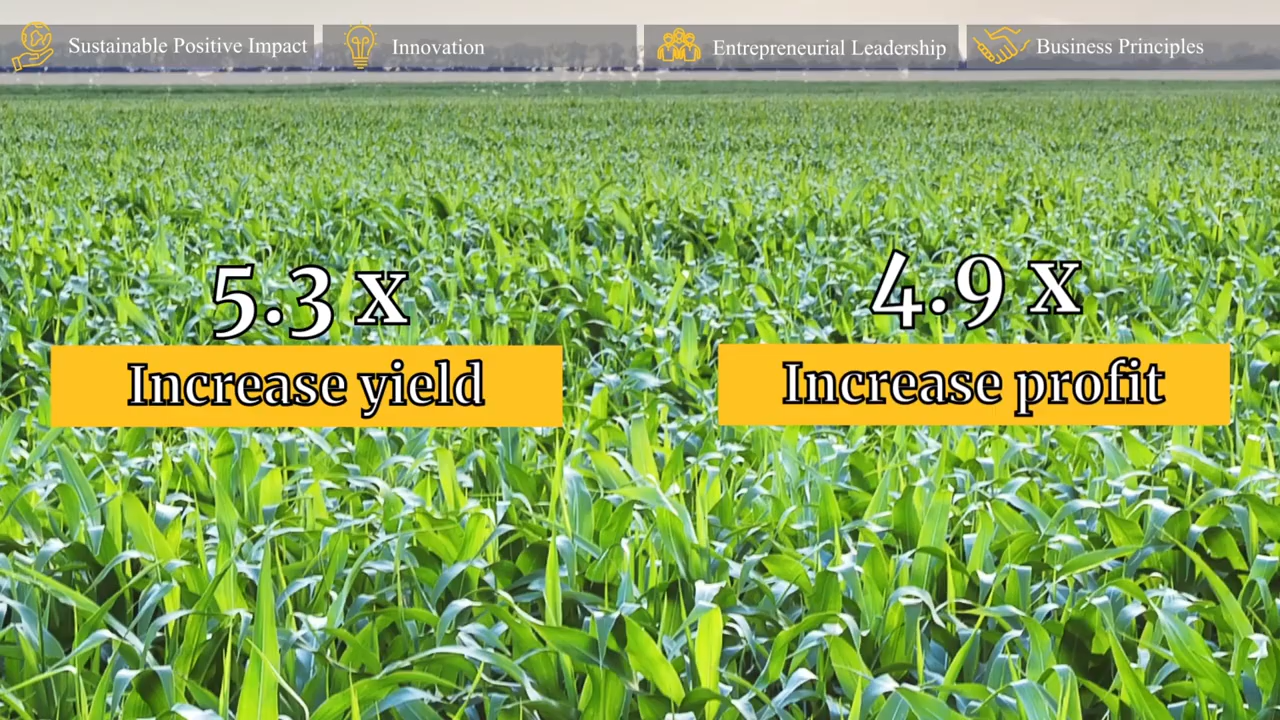 Sustainable Positive Impact
Innovation
Entrepreneurial Leadership
Business Principles
5.3 x
4.9 x
Increase yield
Increase profit